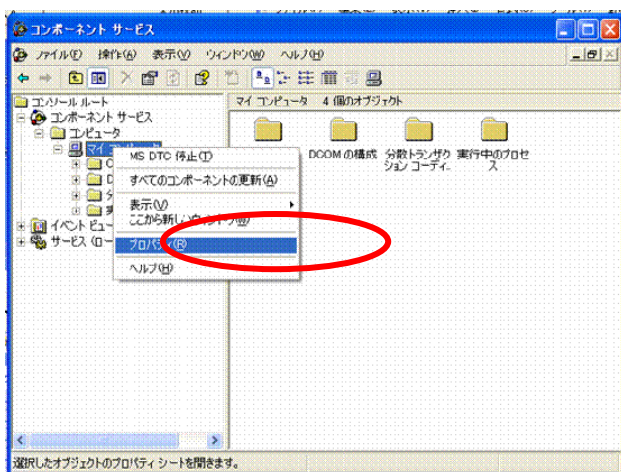 コンポーネント サービス
ファイル(F) 操作(A) 表示(V) ウィンドウ(W) ヘルプ(H)
コンソール ルート
コンポーネント サービス
コンピュータ
マイ コンピュータ
イベント ビュー
サービス (ロー
マイ コンピュータ 4 個のオブジェクト
DCOM の構成
分散トランザク
ション コーディ..
実行中のプロセ
ス
MS DTC 停止(T)
すべてのコンポーネントの更新(A)
表示(V)
ここから新しいウィンドウ(W)
プロパティ(R)
ヘルプ(H)
選択したオブジェクトのプロパティ シートを開きます。